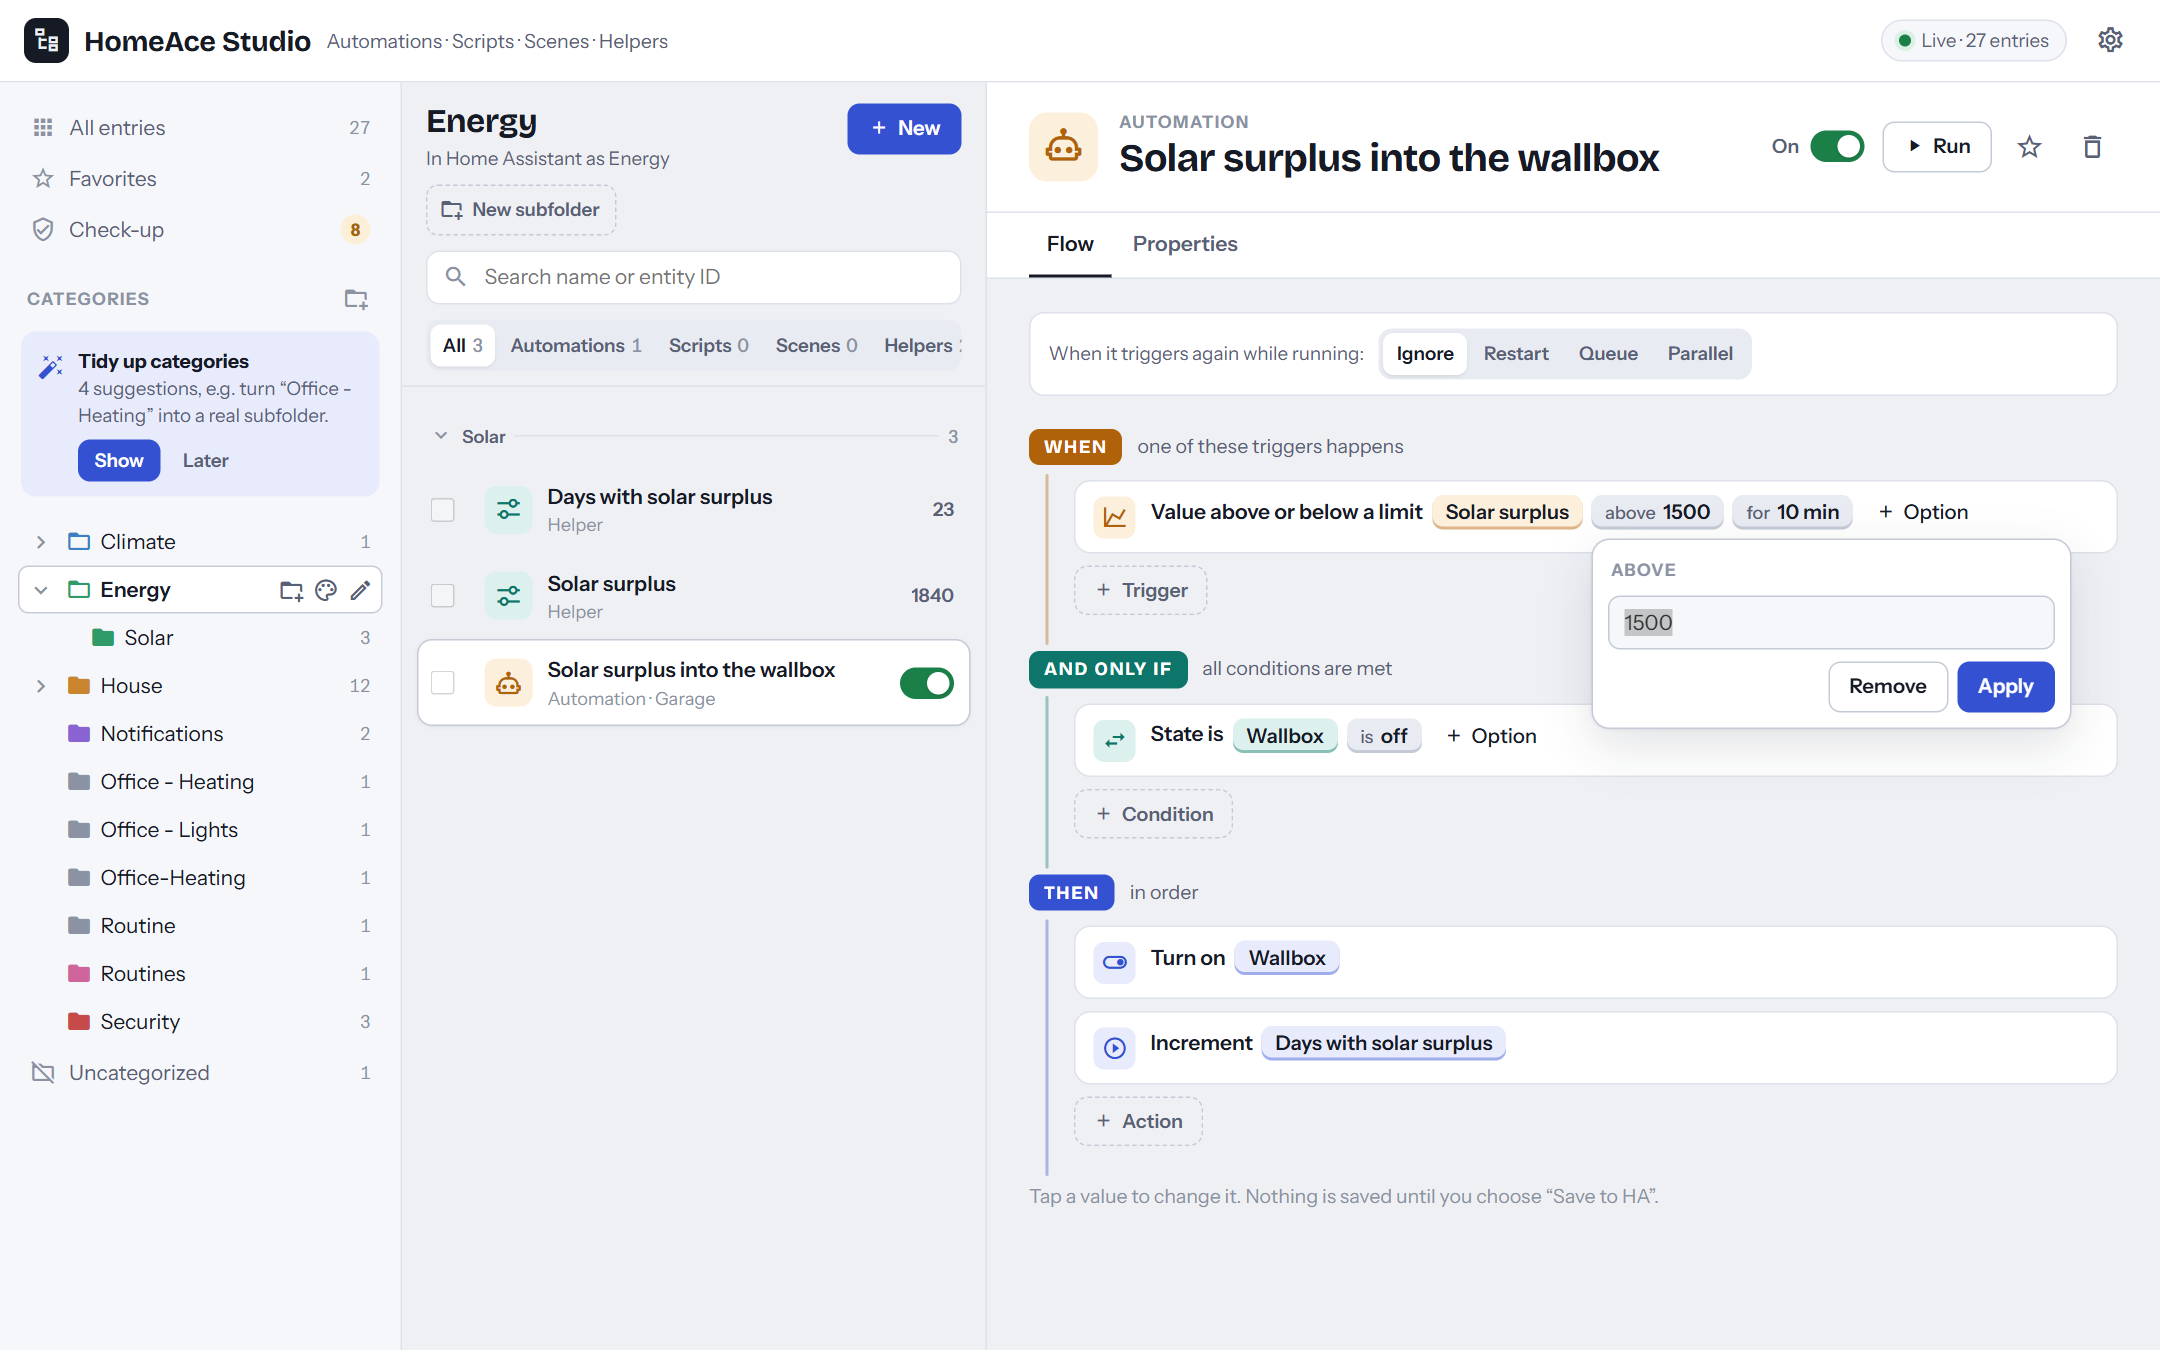 HomeAce Studio
Automations · Scripts · Scenes · Helpers
Live · 27 entries
All entries 27
Favorites 2
Check-up 8
CATEGORIES
Tidy up categories
4 suggestions, e.g. turn “Office -
Heating” into a real subfolder.
Show Later
Climate 1
Energy
Solar 3
House 12
Notifications 2
Office - Heating 1
Office - Lights 1
Office-Heating 1
Routine 1
Routines 1
Security 3
Uncategorized 1
Energy
+ New
In Home Assistant as Energy
New subfolder
Search name or entity ID
All 3 Automations 1 Scripts 0 Scenes 0 Helpers
Solar 3
Days with solar surplus
Helper
23
Solar surplus
Helper
1840
Solar surplus into the wallbox
Automation · Garage
AUTOMATION
Solar surplus into the wallbox
On
Run
Flow Properties
When it triggers again while running: Ignore Restart Queue Parallel
WHEN one of these triggers happens
Value above or below a limit Solar surplus above 1500 for 10 min + Option
+ Trigger
ABOVE
1500
Remove Apply
AND ONLY IF all conditions are met
State is Wallbox is off + Option
+ Condition
THEN in order
Turn on Wallbox
Increment Days with solar surplus
+ Action
Tap a value to change it. Nothing is saved until you choose “Save to HA”.